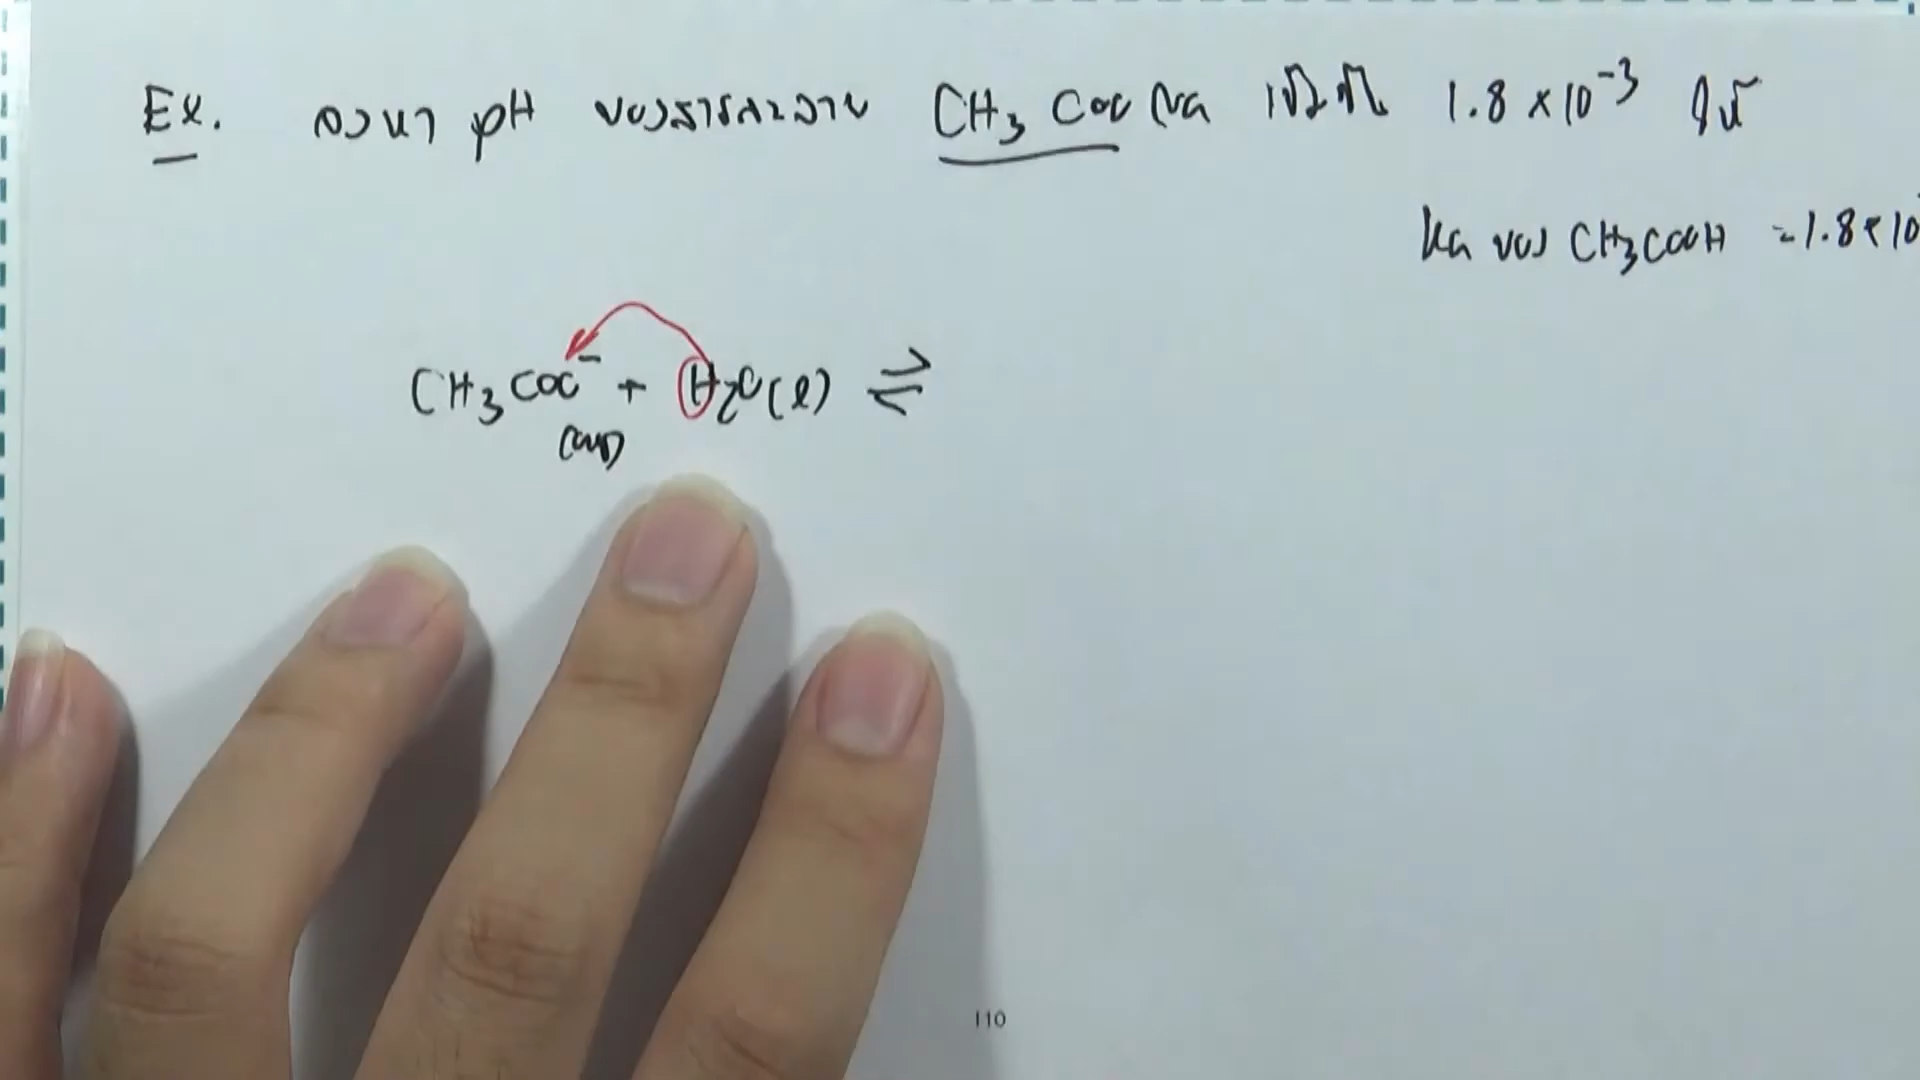 Ex. จงหา pH ของสารละลาย CH₃COONa เข้มข้น 1.8 × 10⁻³
Ka ของ CH₃COOH = 1.8 × 10
CH₃COO⁻ + H₂O(l) ⇌
(aq)
110